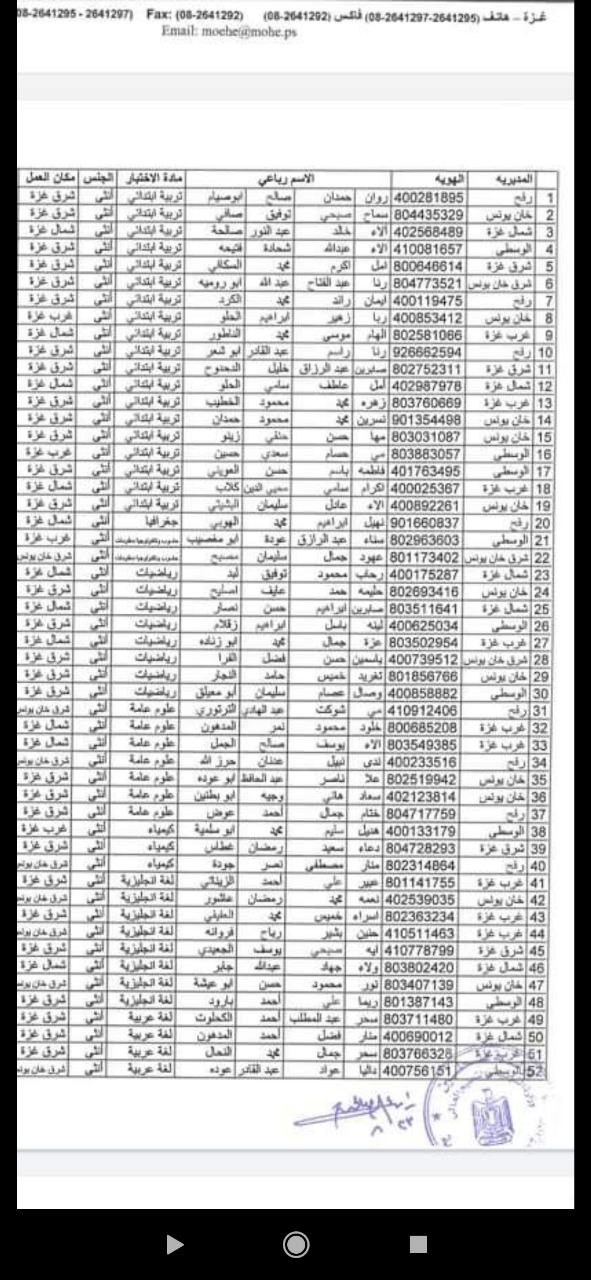 08-2641295 - 2641297) Fax: (08-2641292) (08-2641292) غـزة – هاتف (2641295-08-2641297) فاكس
Email: moehe@mohe.ps
المديريه الهويه الاسم رباعي مادة الاختبار الجنس مكان العمل
1 رفح 400281895 روان حمدان صالح ابوصيام تربية ابتدائي أنثى شرق غزة
2 خان يونس 804435329 سماح صبحي توفيق صافي تربية ابتدائي أنثى شرق غزة
3 شمال غزة 402568489 الاء خالد عبد النور صالحة تربية ابتدائي أنثى شمال غزة
4 الوسطى 410081657 الاء عبدالله شحادة فتيحه تربية ابتدائي أنثى شرق غزة
5 شرق غزة 800646614 امل اكرم محمد السكافي تربية ابتدائي أنثى شرق غزة
6 شرق خان يونس 804773521 رنا عبد الفتاح عبد الله ابو روميه تربية ابتدائي أنثى شرق غزة
7 رفح 400119475 ايمان رائد محمد الكرد تربية ابتدائي أنثى شرق غزة
8 خان يونس 400853412 ربا زهير ابراهيم الحلو تربية ابتدائي أنثى غرب غزة
9 غرب غزة 802581066 الهام موسي محمد الناطور تربية ابتدائي أنثى شمال غزة
10 رفح 926662594 رنا راسم عبد القادر ابو شعر تربية ابتدائي أنثى شرق غزة
11 شرق غزة 802752311 صابرين عبد الرزاق خليل الدحدوح تربية ابتدائي أنثى شرق غزة
12 شمال غزة 402987978 أمل عاطف سامي الحلو تربية ابتدائي أنثى شمال غزة
13 غرب غزة 803760669 زهره محمد محمود الخطيب تربية ابتدائي أنثى شرق غزة
14 خان يونس 901354498 نسرين محمد محمود حمدان تربية ابتدائي أنثى شرق غزة
15 خان يونس 803031087 مها حسن حنفي زينو تربية ابتدائي أنثى شرق غزة
16 الوسطى 803883057 مي حسام سعدي حسين تربية ابتدائي أنثى غرب غزة
17 الوسطى 401763495 فاطمه باسم حسن العويني تربية ابتدائي أنثى شرق غزة
18 غرب غزة 400025367 اكرام سامي محيي الدين كلاب تربية ابتدائي أنثى شمال غزة
19 خان يونس 400892261 الاء عادل سليمان البشيتي تربية ابتدائي أنثى شرق غزة
20 رفح 901660837 نهيل ابراهيم محمد الهوبي جغرافيا أنثى شمال غزة
21 الوسطى 802963603 سناء عبد الرازق عودة ابو مغصيب أنثى غرب غزة
22 شرق خان يونس 801173402 عهود جمال سليمان مصبح أنثى شرق خان يونس
23 شمال غزة 400175287 رحاب محمود توفيق لبد رياضيات أنثى شمال غزة
24 خان يونس 802693416 حليمه حمد عايف اصليح رياضيات أنثى شرق غزة
25 شمال غزة 803511641 صابرين ابراهيم حسن نصار رياضيات أنثى شمال غزة
26 الوسطى 400625034 لينه باسل ابراهيم زقلام رياضيات أنثى شرق غزة
27 غرب غزة 803502954 عزة جمال محمد ابو زناده رياضيات أنثى شمال غزة
28 شرق خان يونس 400739512 ياسمين حسن فضل الفرا رياضيات أنثى شرق غزة
29 خان يونس 801856766 تغريد خميس حامد النجار رياضيات أنثى شرق غزة
30 الوسطى 400858882 وصال عصام سليمان ابو معيلق رياضيات أنثى شرق غزة
31 رفح 410912406 مي شوكت عبد الهادي الترتوري علوم عامة أنثى شرق خان يونس
32 غرب غزة 800685208 خلود محمود نمر المدهون علوم عامة أنثى شمال غزة
33 غرب غزة 803549385 الاء يوسف صالح الجمل علوم عامة أنثى شمال غزة
34 رفح 400233516 ندى نبيل عدنان حرز الله علوم عامة أنثى شرق خان يونس
35 خان يونس 802519942 علا ناصر عبد الحافظ ابو عوده علوم عامة أنثى شرق غزة
36 خان يونس 402123814 سعاد هاني وجيه ابو بطنين علوم عامة أنثى شرق غزة
37 رفح 804717759 ختام جمال أحمد عوض علوم عامة أنثى شرق غزة
38 الوسطى 400133179 هديل سليم محمد ابو سلمية كيمياء أنثى غرب غزة
39 غرب غزة 804728293 دعاء سعيد رمضان غطاس كيمياء أنثى شرق غزة
40 رفح 802314864 منار مصطفى نصر جودة كيمياء أنثى شرق خان يونس
41 غرب غزة 801141755 عبير علي أحمد الزيناتي لغة انجليزية أنثى شرق غزة
42 خان يونس 402539035 نعمه محمد رمضان عاشور لغة انجليزية أنثى شرق خان يونس
43 غرب غزة 802363234 اسراء خميس محمد لغة انجليزية أنثى شرق غزة
44 غرب غزة 410511463 حنين بشير رباح فروانه لغة انجليزية أنثى شرق خان يونس
45 شرق غزة 410778799 ايه صبحي يوسف الجعيدي لغة انجليزية أنثى شرق غزة
46 شمال غزة 803802420 ولاء جهاد عبدالله جابر لغة انجليزية أنثى شمال غزة
47 خان يونس 803407139 نور محمود حسن ابو عيشة لغة انجليزية أنثى شرق خان يونس
48 الوسطى 801387143 ريما علي أحمد بارود لغة انجليزية أنثى شرق غزة
49 غرب غزة 803711480 سحر عبد المطلب أحمد الكحلوت لغة عربية أنثى شرق غزة
50 شمال غزة 400690012 منار فضل أحمد المدهون لغة عربية أنثى شرق غزة
51 غرب غزة 803766328 سحر جمال محمد النحال لغة عربية أنثى شرق غزة
52 الوسطى 400756151 داليا عواد عبد القادر عوده لغة عربية أنثى شرق خان يونس